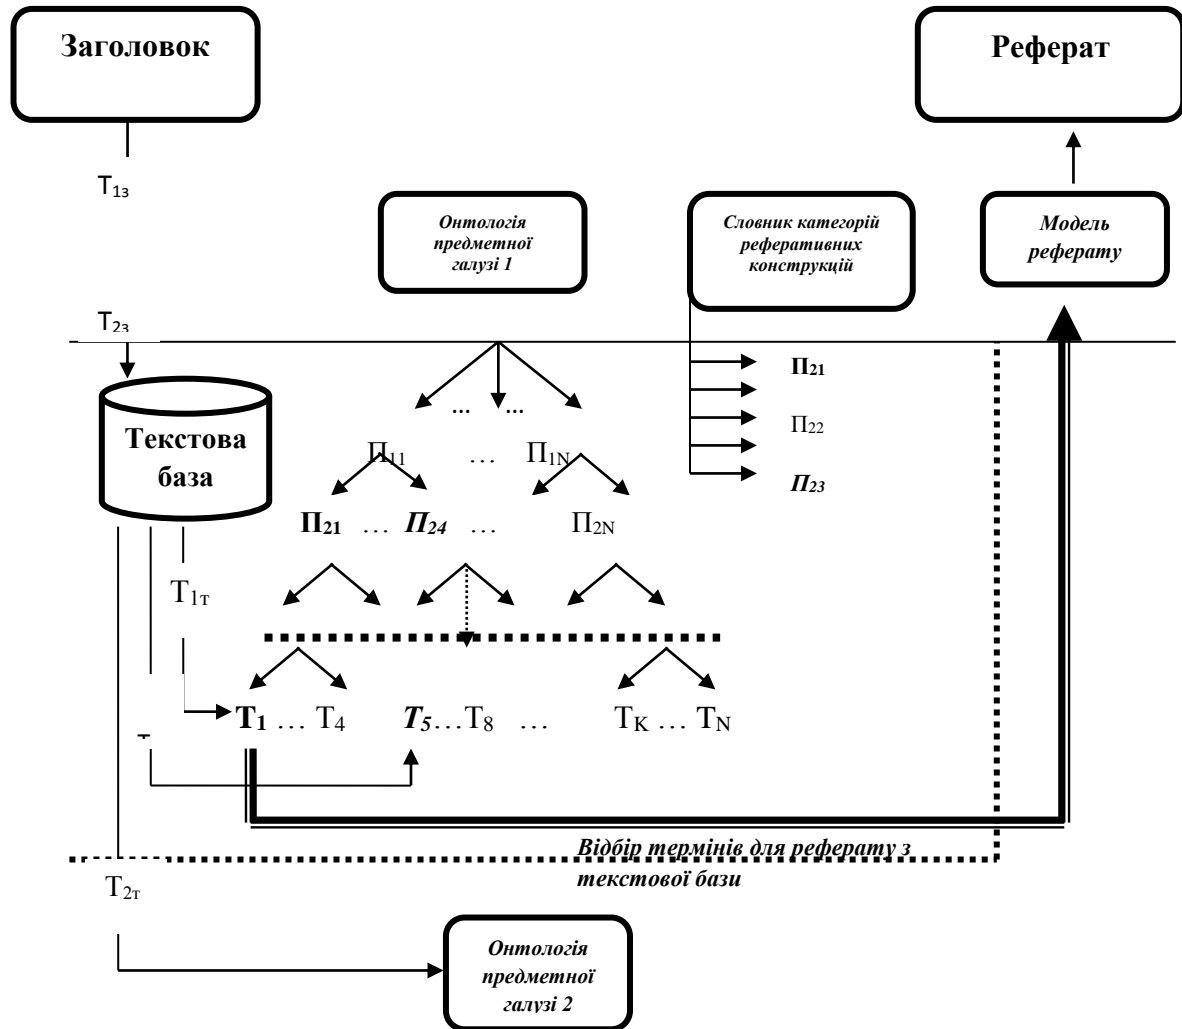 Заголовок
Реферат
Т1з
Онтологія
предметної
галузі 1
Словник категорій
реферативних
конструкцій
Модель
реферату
Т2з
П21
... ...
Текстова
база
П22
П11 … П1N
П23
П21 … П24 … П2N
Т1т
Т1 … Т4 Т5…Т8 … ТК … ТN
Відбір термінів для реферату з
текстової бази
Т2т
Онтологія
предметної
галузі 2